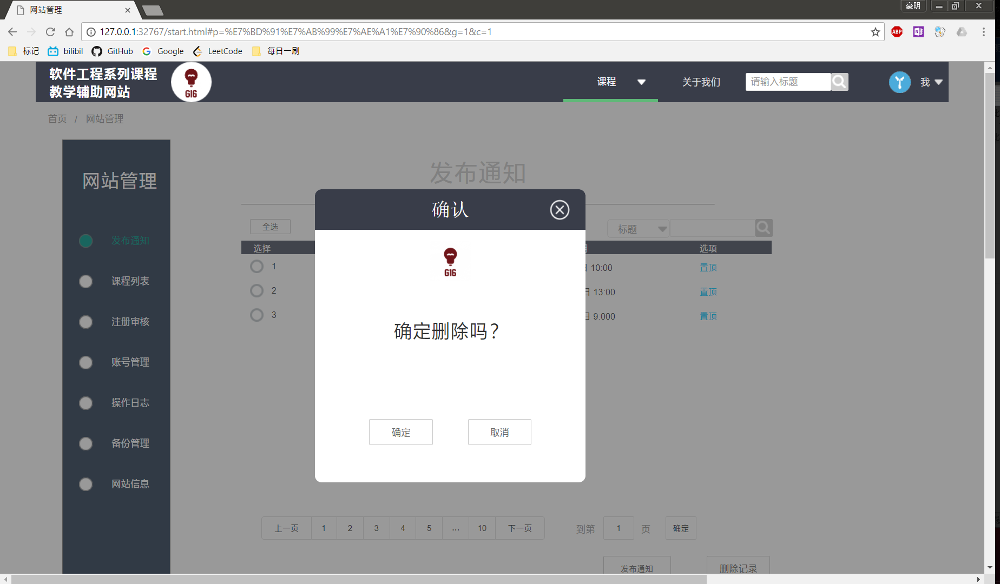 网站管理
豪明
127.0.0.1:32767/start.html#p=%E7%BD%91%E7%AB%99%E7%AE%A1%E7%90%86&g=1&c=1
ABP
N
标记 bilibil GitHub Google LeetCode 每日一刷
软件工程系列课程
教学辅助网站
G16
课程 关于我们 请输入标题 我
首页 / 网站管理
网站管理
发布通知
课程列表
注册审核
账号管理
操作日志
备份管理
网站信息
发布通知
全选 标题
选择 选项
1 10:00 置顶
2 日 13:00 置顶
3 日 9:000 置顶
确认
G16
确定删除吗？
确定 取消
上一页 1 2 3 4 5 ... 10 下一页 到第 1 页 确定
发布通知 删除记录